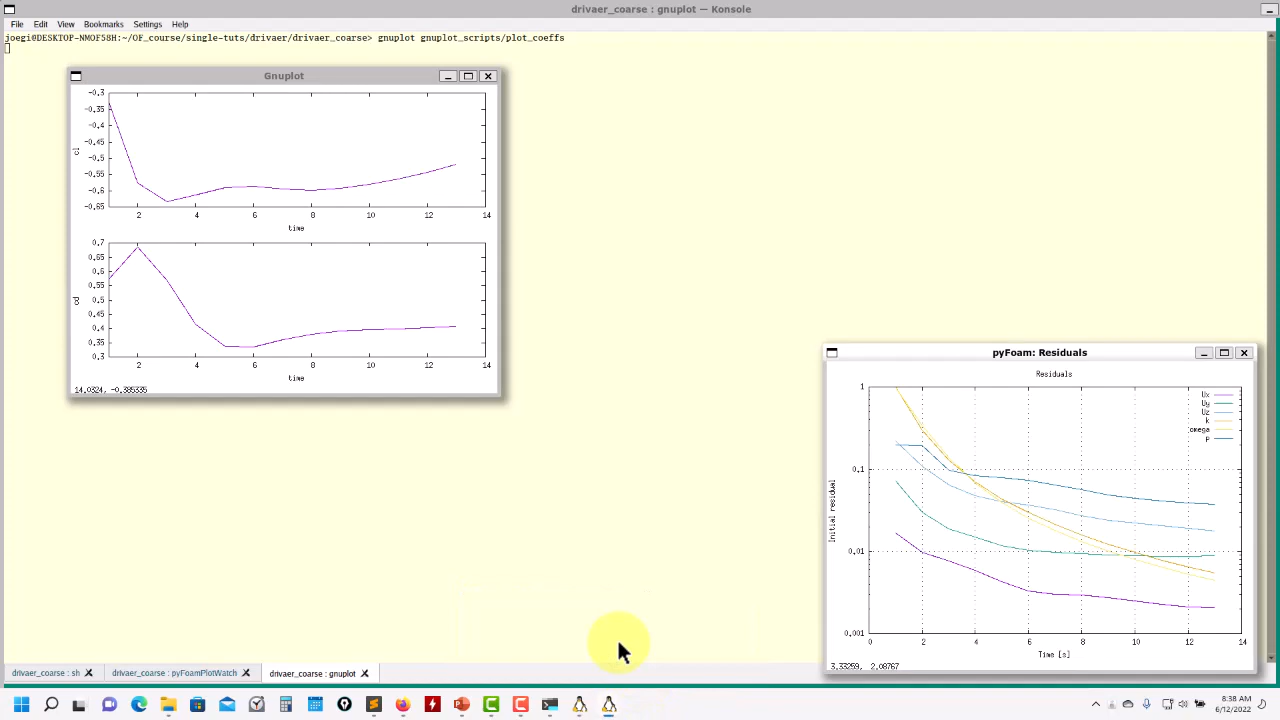 drivaer_coarse : gnuplot — Konsole
File Edit View Bookmarks Settings Help
joegi@DESKTOP-NMOF58H:~/OF_course/single-tuts/drivaer/drivaer_coarse> gnuplot gnuplot_scripts/plot_coeffs
Gnuplot
-0.3
-0.35
-0.4
-0.45
-0.5
-0.55
-0.6
-0.65
cl
2 4 6 8 10 12 14
time
0.7
0.65
0.6
0.55
0.5
0.45
0.4
0.35
0.3
cd
2 4 6 8 10 12 14
time
14.0324, -0.385335
pyFoam: Residuals
Residuals
1
0.1
0.01
0.001
Initial residual
Ux
Uy
Uz
k
omega
p
0 2 4 6 8 10 12 14
Time [s]
3.33259, 2.08767
drivaer_coarse : sh drivaer_coarse : pyFoamPlotWatch drivaer_coarse : gnuplot
8:38 AM
6/12/2022